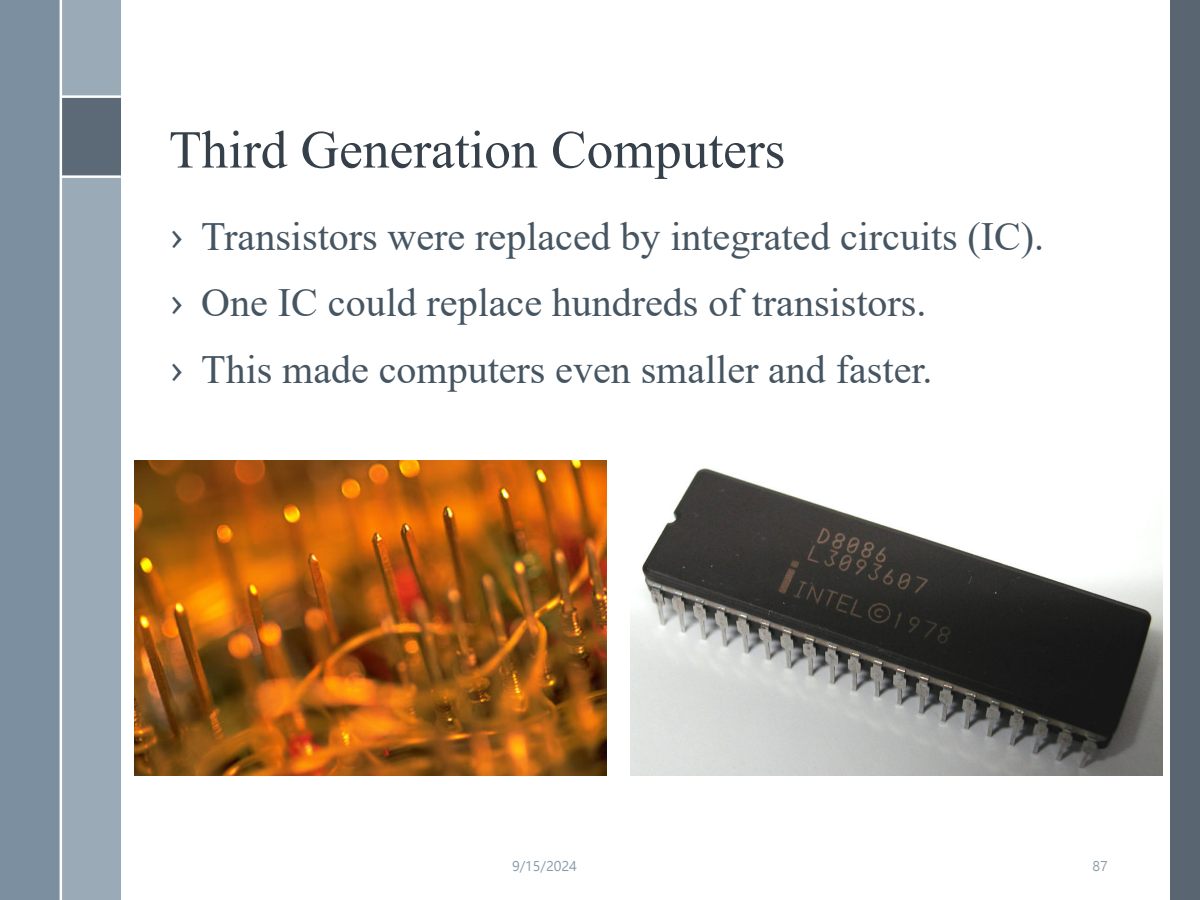 Third Generation Computers
› Transistors were replaced by integrated circuits (IC).
› One IC could replace hundreds of transistors.
› This made computers even smaller and faster.
D8086
L3093607
i INTEL©1978
9/15/2024
87